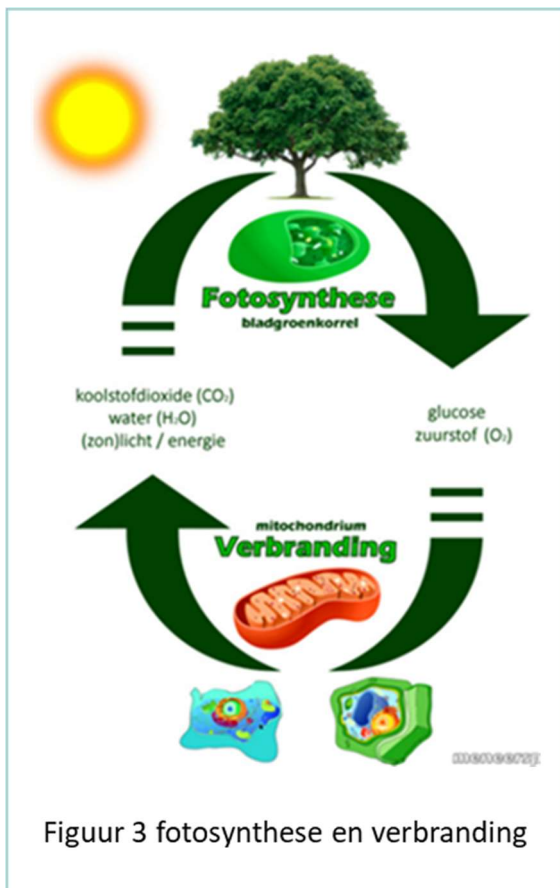 Fotosynthese
bladgroenkorrel
koolstofdioxide (CO₂)
water (H₂O)
(zon)licht / energie
glucose
zuurstof (O₂)
mitochondrium
Verbranding
meneersp
Figuur 3 fotosynthese en verbranding